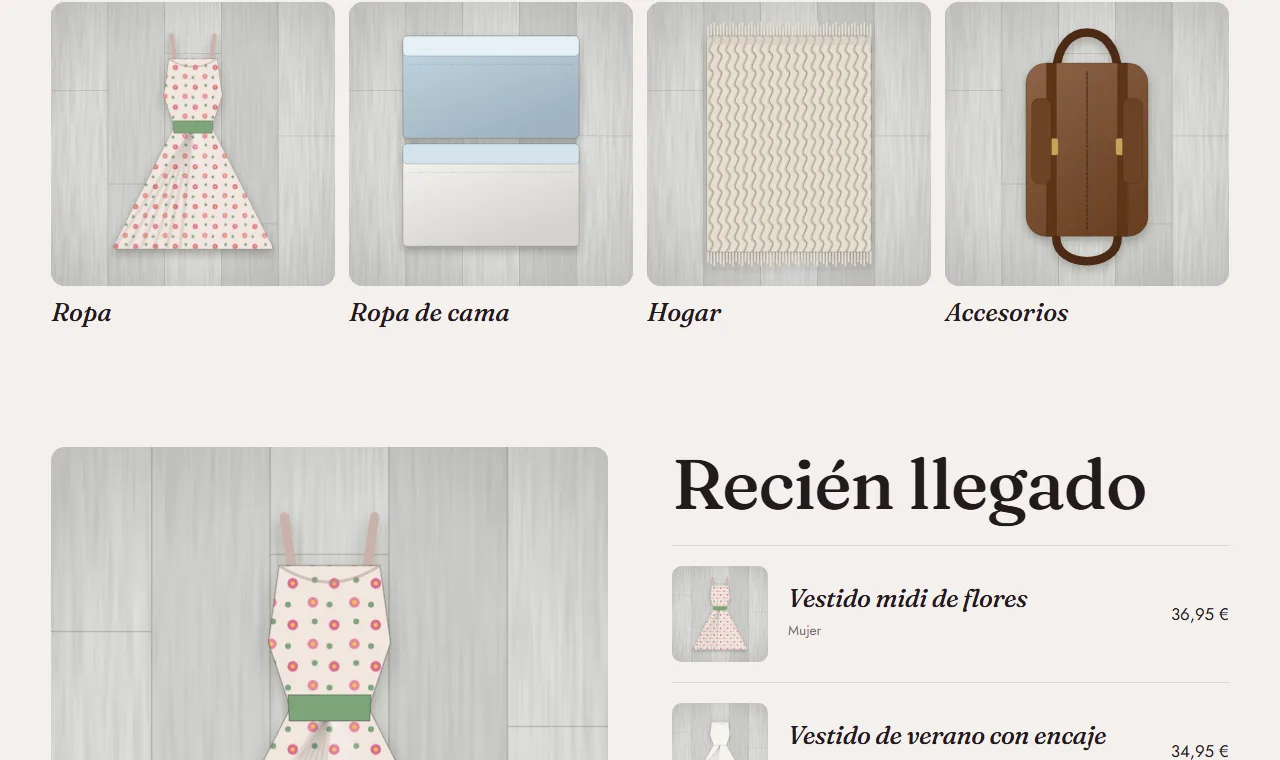 Ropa
Ropa de cama
Hogar
Accesorios
Recién llegado
Vestido midi de flores
Mujer
36,95 €
Vestido de verano con encaje
34,95 €